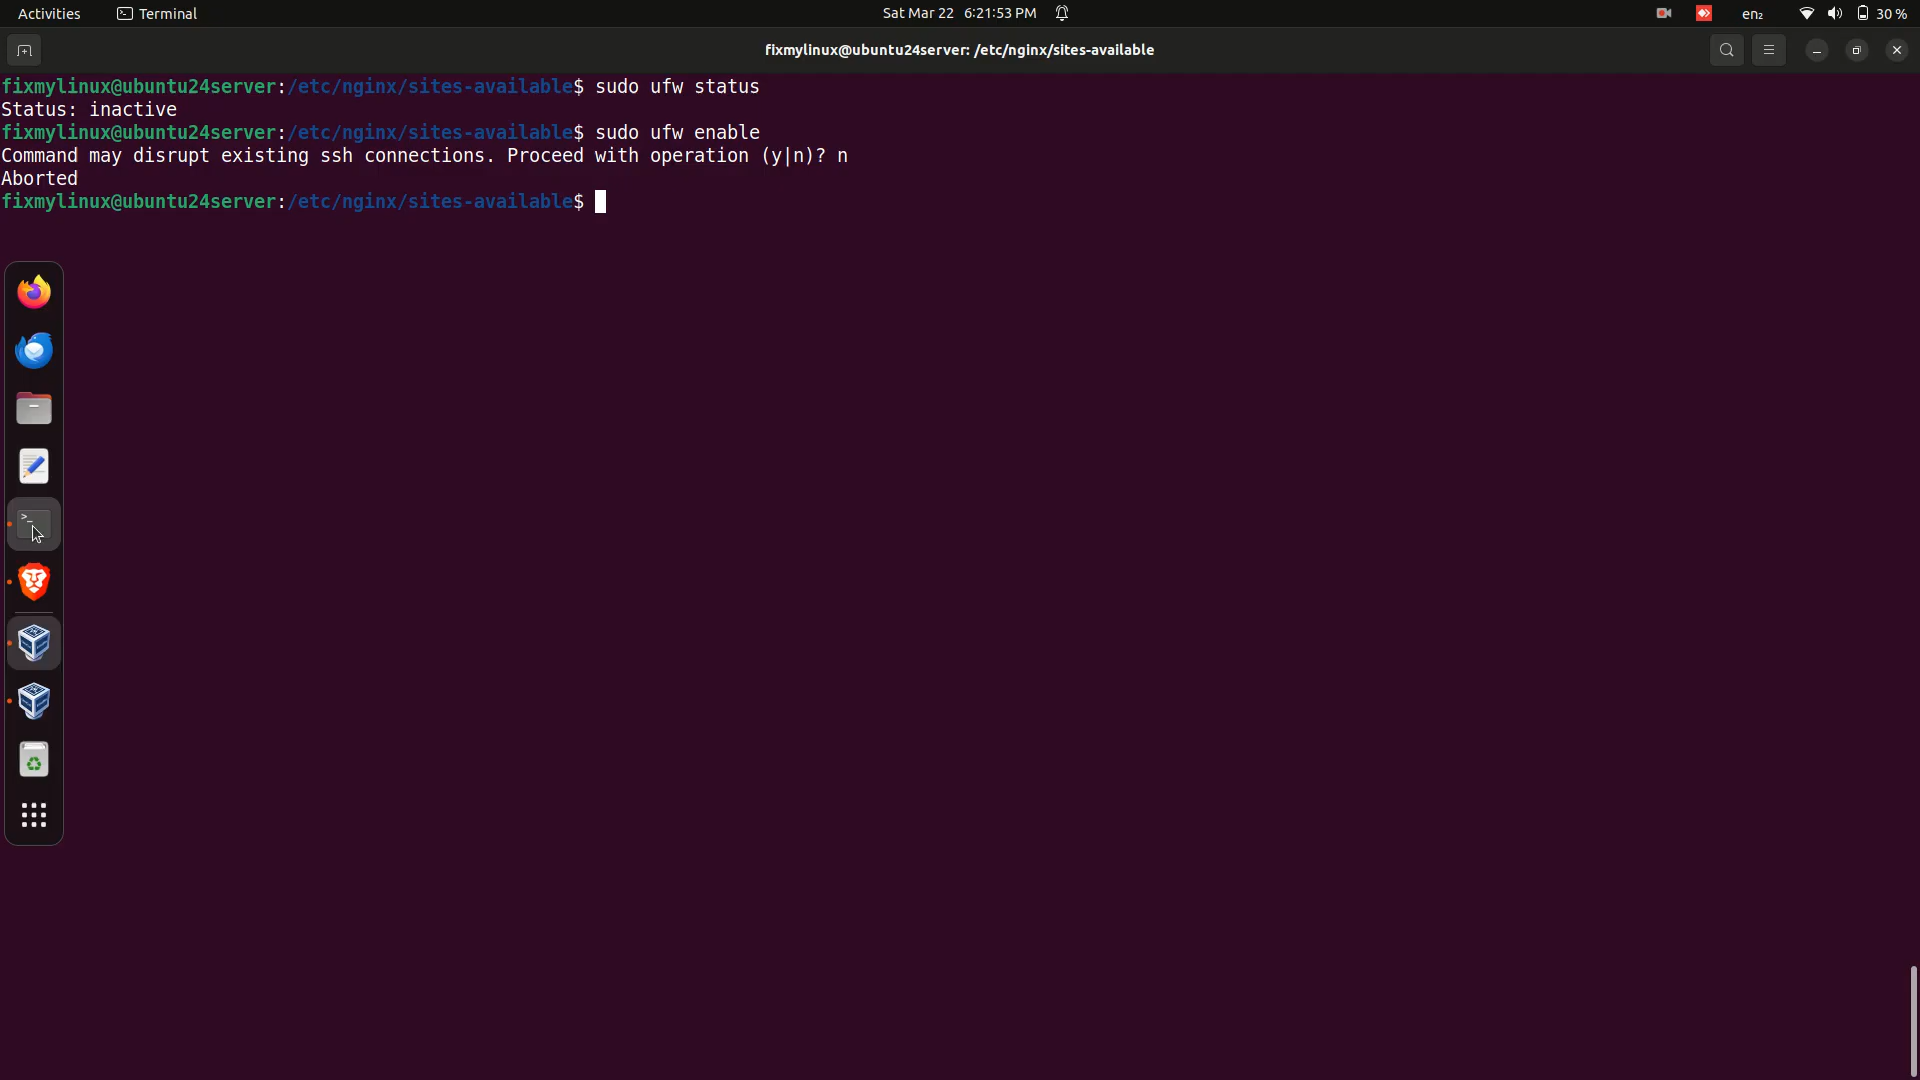 Activities Terminal Sat Mar 22 6:21:53 PM en₂ 30 %
fixmylinux@ubuntu24server: /etc/nginx/sites-available
fixmylinux@ubuntu24server:/etc/nginx/sites-available$ sudo ufw status
Status: inactive
fixmylinux@ubuntu24server:/etc/nginx/sites-available$ sudo ufw enable
Command may disrupt existing ssh connections. Proceed with operation (y|n)? n
Aborted
fixmylinux@ubuntu24server:/etc/nginx/sites-available$